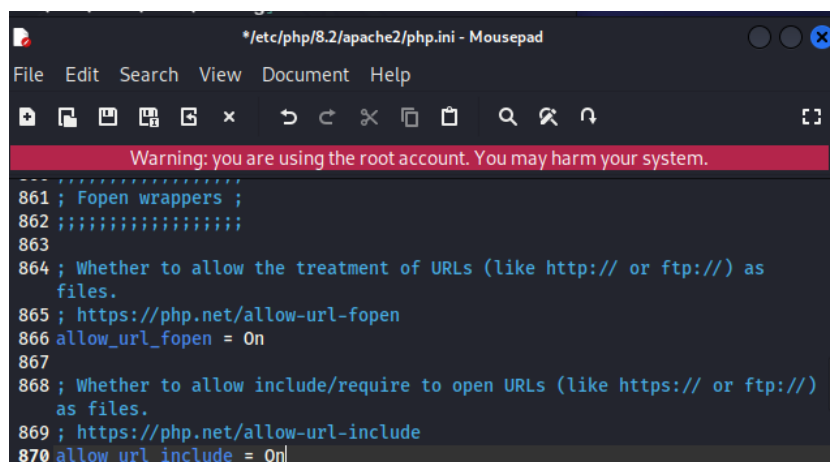 */etc/php/8.2/apache2/php.ini - Mousepad
File Edit Search View Document Help
Warning: you are using the root account. You may harm your system.
861 ; Fopen wrappers ;
862 ;;;;;;;;;;;;;;;;;;
863
864 ; Whether to allow the treatment of URLs (like http:// or ftp://) as
files.
865 ; https://php.net/allow-url-fopen
866 allow_url_fopen = On
867
868 ; Whether to allow include/require to open URLs (like https:// or ftp://)
as files.
869 ; https://php.net/allow-url-include
870 allow_url_include = On